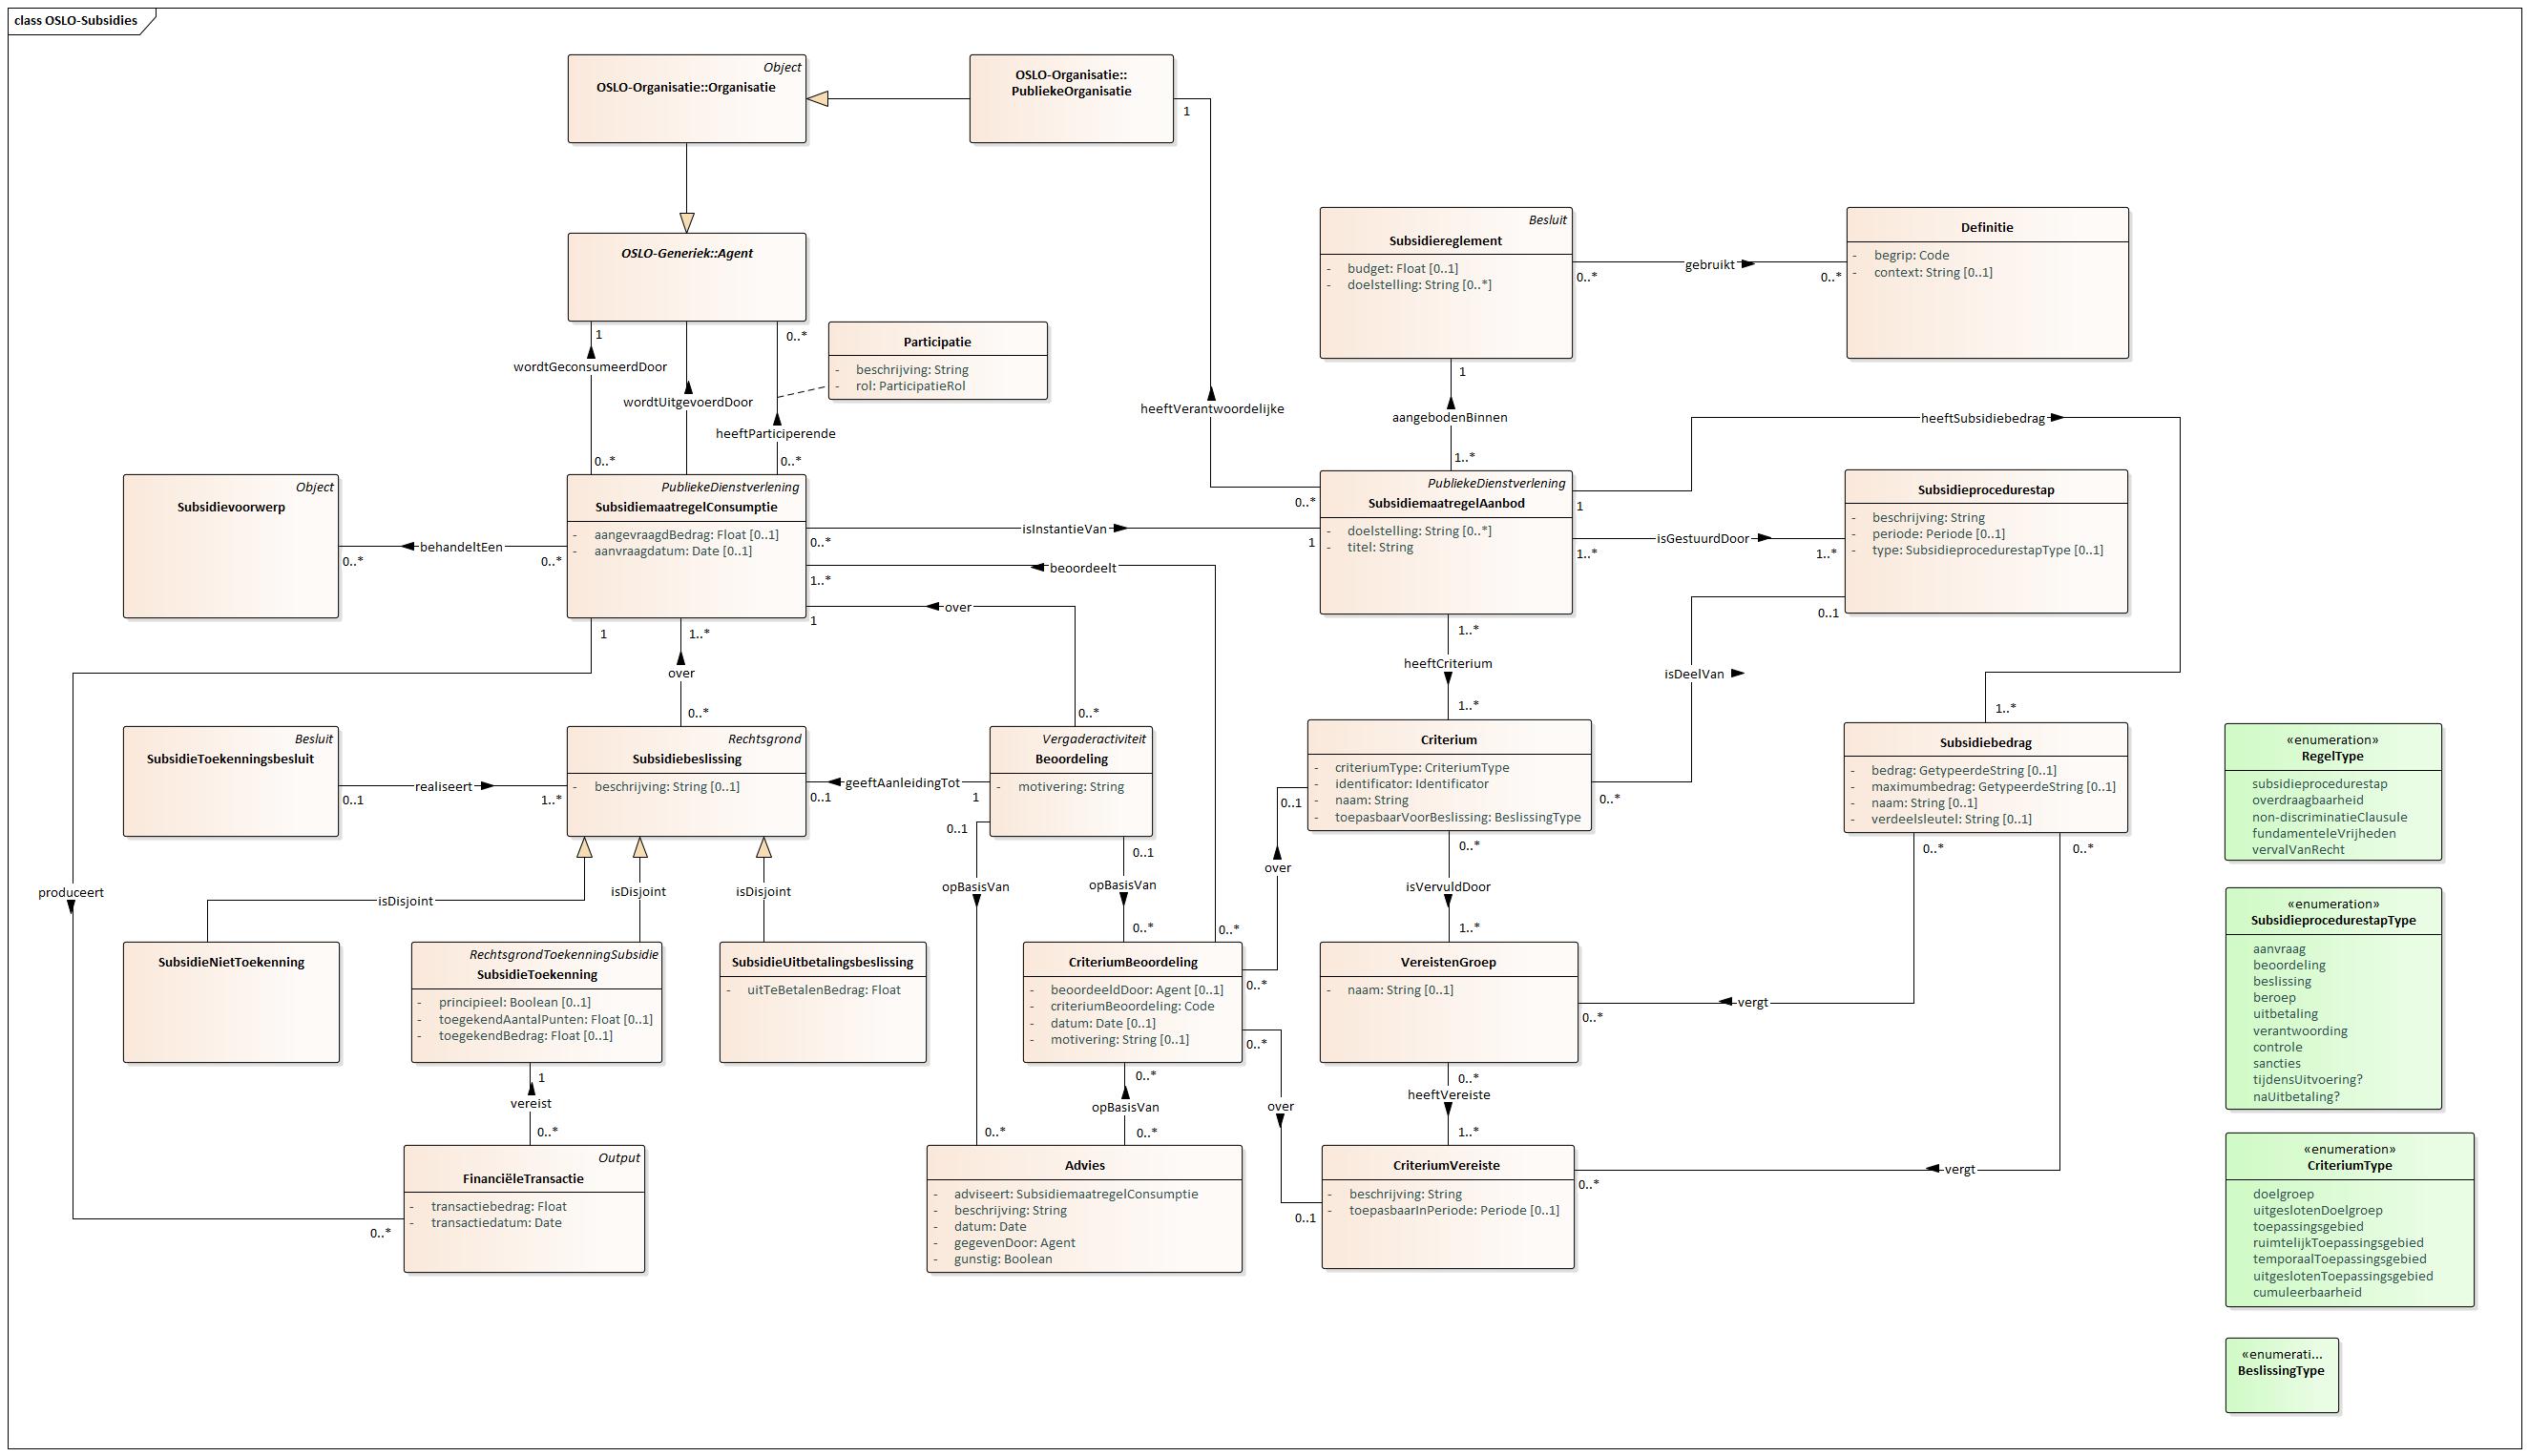 class OSLO-Subsidies
Object
OSLO-Organisatie::Organisatie
OSLO-Organisatie::
PubliekeOrganisatie
1
OSLO-Generiek::Agent
1
0..*
wordtGeconsumeerdDoor
wordtUitgevoerdDoor
heeftParticiperende
0..*
0..*
Participatie
- beschrijving: String
- rol: ParticipatieRol
heeftVerantwoordelijke
0..*
Besluit
Subsidiereglement
- budget: Float [0..1]
- doelstelling: String [0..*]
0..*
gebruikt
0..*
Definitie
- begrip: Code
- context: String [0..1]
1
aangebodenBinnen
1..*
heeftSubsidiebedrag
Object
Subsidievoorwerp
0..*
behandeltEen
0..*
PubliekeDienstverlening
SubsidiemaatregelConsumptie
- aangevraagdBedrag: Float [0..1]
- aanvraagdatum: Date [0..1]
0..*
isInstantieVan
1
1..*
beoordeelt
1
over
PubliekeDienstverlening
SubsidiemaatregelAanbod
- doelstelling: String [0..*]
- titel: String
1
1..*
isGestuurdDoor
1..*
Subsidieprocedurestap
- beschrijving: String
- periode: Periode [0..1]
- type: SubsidieprocedurestapType [0..1]
0..1
1
1..*
over
0..*
0..*
1..*
heeftCriterium
1..*
isDeelVan
1..*
Besluit
SubsidieToekenningsbesluit
0..1
realiseert
1..*
Rechtsgrond
Subsidiebeslissing
- beschrijving: String [0..1]
0..1
geeftAanleidingTot
1
Vergaderactiviteit
Beoordeling
- motivering: String
0..1
0..1
Criterium
- criteriumType: CriteriumType
- identificator: Identificator
- naam: String
- toepasbaarVoorBeslissing: BeslissingType
0..1
0..*
0..*
Subsidiebedrag
- bedrag: GetypeerdeString [0..1]
- maximumbedrag: GetypeerdeString [0..1]
- naam: String [0..1]
- verdeelsleutel: String [0..1]
0..*
0..*
«enumeration»
RegelType
subsidieprocedurestap
overdraagbaarheid
non-discriminatieClausule
fundamenteleVrijheden
vervalVanRecht
produceert
isDisjoint
isDisjoint
isDisjoint
opBasisVan
opBasisVan
0..*
0..*
over
isVervuldDoor
1..*
SubsidieNietToekenning
RechtsgrondToekenningSubsidie
SubsidieToekenning
- principieel: Boolean [0..1]
- toegekendAantalPunten: Float [0..1]
- toegekendBedrag: Float [0..1]
SubsidieUitbetalingsbeslissing
- uitTeBetalenBedrag: Float
CriteriumBeoordeling
- beoordeeldDoor: Agent [0..1]
- criteriumBeoordeling: Code
- datum: Date [0..1]
- motivering: String [0..1]
0..*
0..*
VereistenGroep
- naam: String [0..1]
0..*
vergt
«enumeration»
SubsidieprocedurestapType
aanvraag
beoordeling
beslissing
beroep
uitbetaling
verantwoording
controle
sancties
tijdensUitvoering?
naUitbetaling?
1
vereist
0..*
0..*
opBasisVan
0..*
0..*
over
0..1
0..*
heeftVereiste
1..*
Output
FinanciëleTransactie
- transactiebedrag: Float
- transactiedatum: Date
0..*
Advies
- adviseert: SubsidiemaatregelConsumptie
- beschrijving: String
- datum: Date
- gegevenDoor: Agent
- gunstig: Boolean
CriteriumVereiste
- beschrijving: String
- toepasbaarInPeriode: Periode [0..1]
0..*
vergt
«enumeration»
CriteriumType
doelgroep
uitgeslotenDoelgroep
toepassingsgebied
ruimtelijkToepassingsgebied
temporaalToepassingsgebied
uitgeslotenToepassingsgebied
cumuleerbaarheid
«enumerati...
BeslissingType